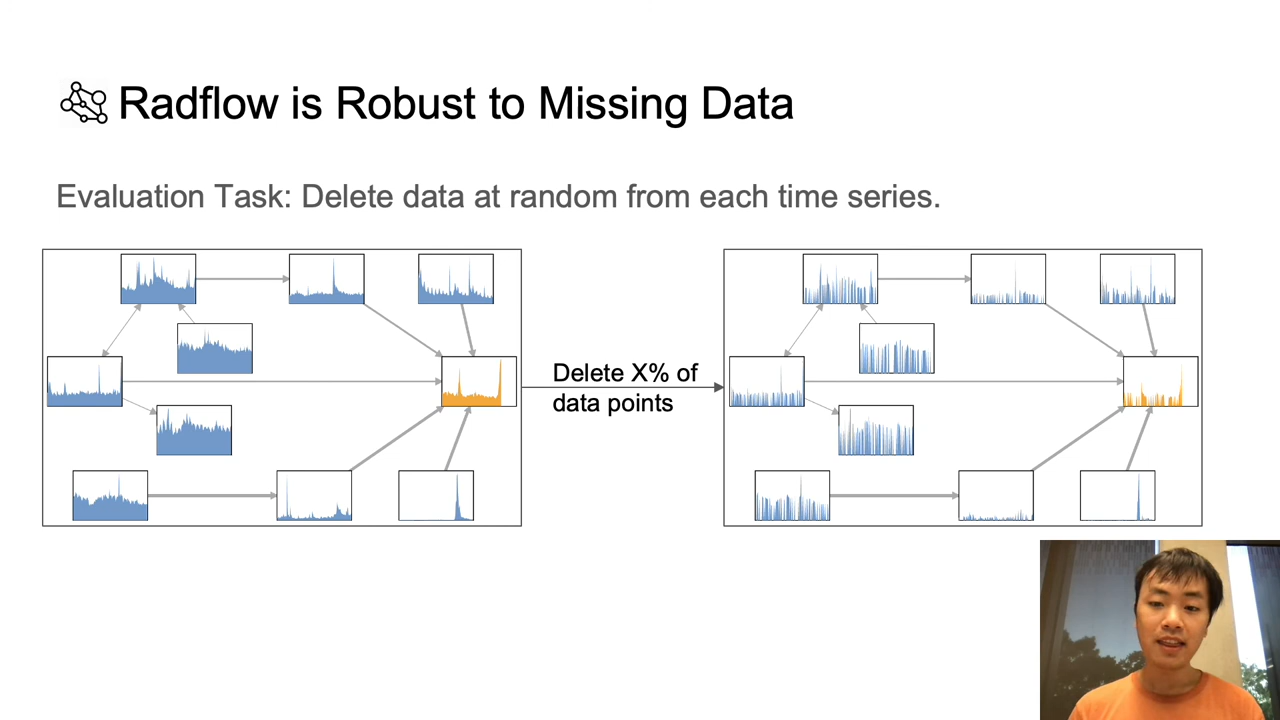 Radflow is Robust to Missing Data
Evaluation Task: Delete data at random from each time series.
Delete X% of
data points